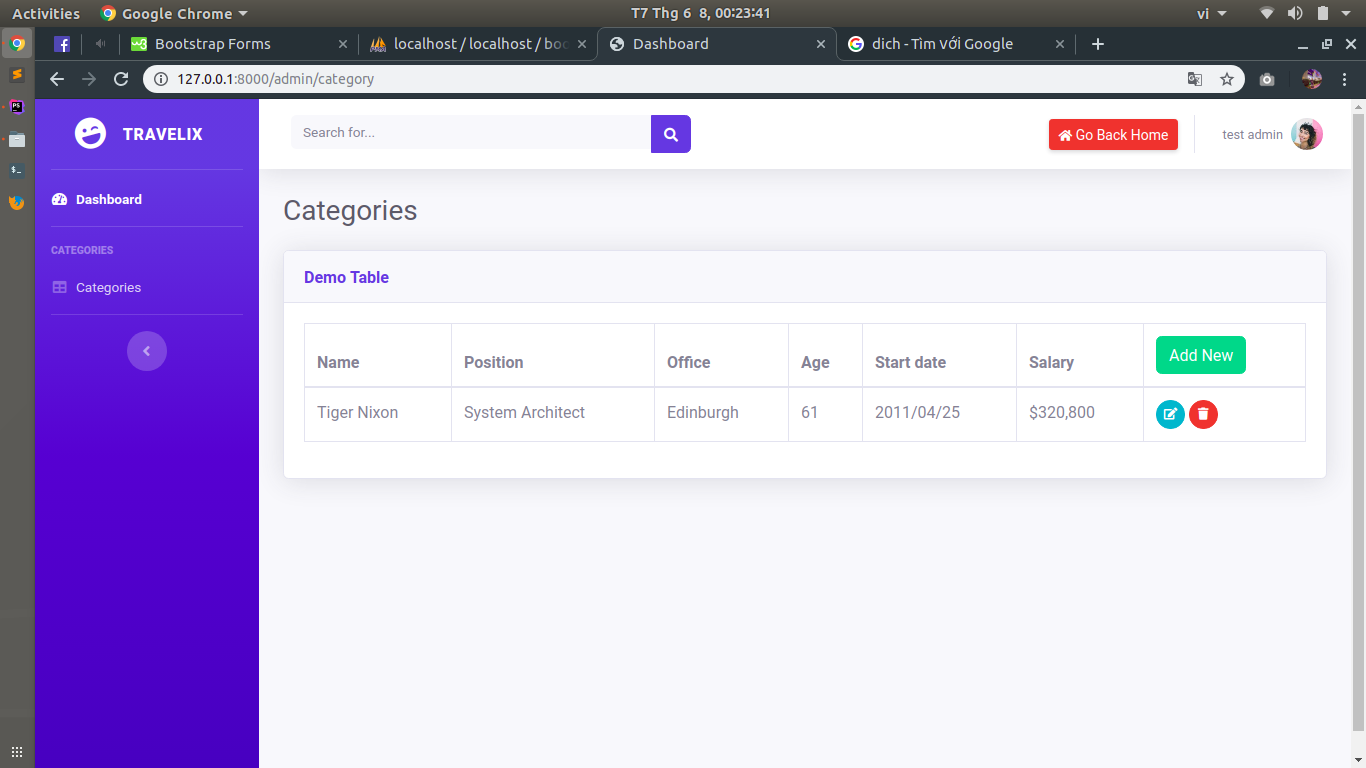 Activities Google Chrome T7 Thg 6 8, 00:23:41 vi
Bootstrap Forms localhost / localhost / boo Dashboard dich - Tìm với Google
127.0.0.1:8000/admin/category
TRAVELIX
Search for...
Go Back Home
test admin
Dashboard
CATEGORIES
Categories
Categories
Demo Table
Name Position Office Age Start date Salary Add New
Tiger Nixon System Architect Edinburgh 61 2011/04/25 $320,800